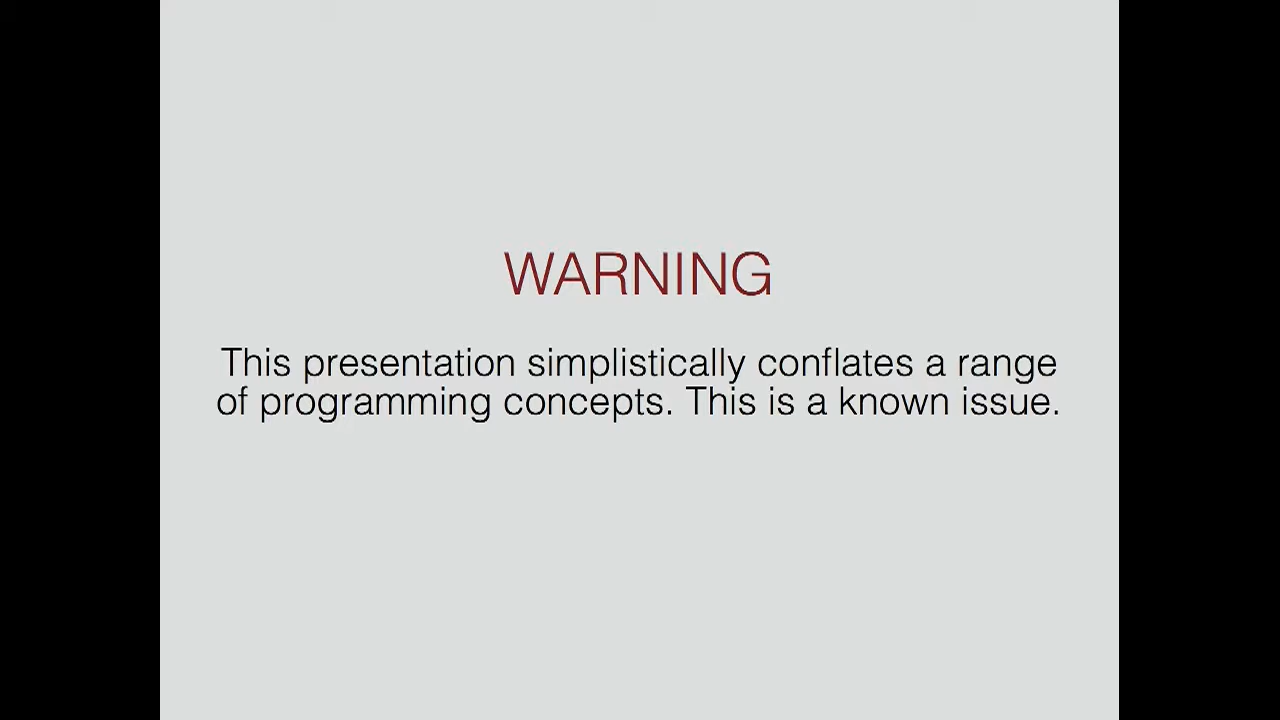 WARNING
This presentation simplistically conflates a range
of programming concepts. This is a known issue.